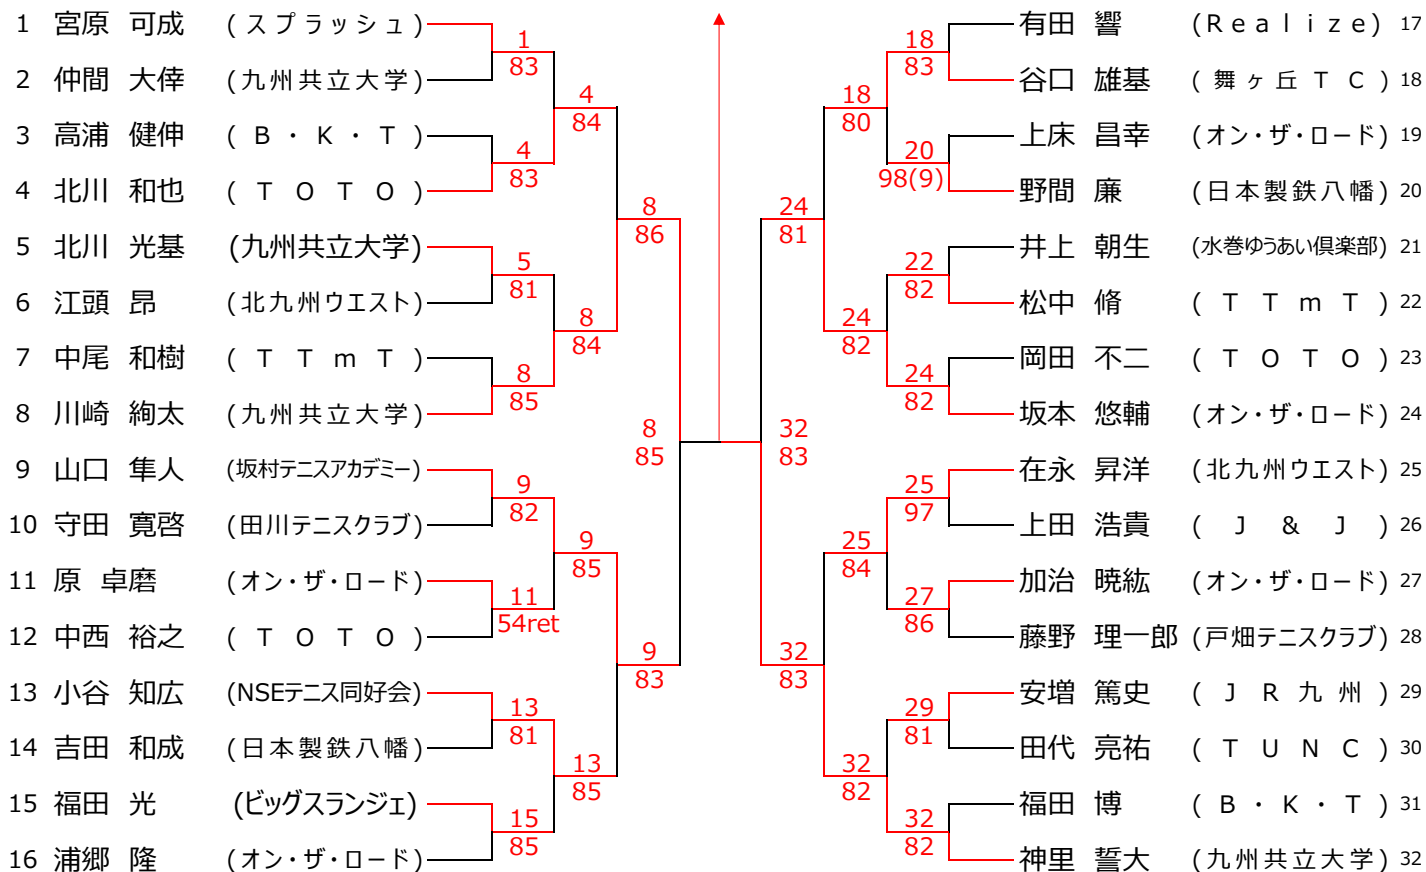 1 宮原 可成 (スプラッシュ)
2 仲間 大倖 (九州共立大学)
3 高浦 健伸 (B・K・T)
4 北川 和也 (TOTO)
5 北川 光基 (九州共立大学)
6 江頭 昂 (北九州ウエスト)
7 中尾 和樹 (TTmT)
8 川崎 絢太 (九州共立大学)
9 山口 隼人 (坂村テニスアカデミー)
10 守田 寛啓 (田川テニスクラブ)
11 原 卓磨 (オン・ザ・ロード)
12 中西 裕之 (TOTO)
13 小谷 知広 (NSEテニス同好会)
14 吉田 和成 (日本製鉄八幡)
15 福田 光 (ビッグスランジェ)
16 浦郷 隆 (オン・ザ・ロード)
1
83
4
83
5
81
8
85
9
82
11
54ret
13
81
15
85
4
84
8
84
9
85
13
85
8
86
9
83
8
85
32
83
24
81
32
83
18
80
24
82
25
84
32
82
18
83
20
98(9)
22
82
24
82
25
97
27
86
29
81
32
82
有田 響 (Realize) 17
谷口 雄基 (舞ヶ丘TC) 18
上床 昌幸 (オン・ザ・ロード) 19
野間 廉 (日本製鉄八幡) 20
井上 朝生 (水巻ゆうあい倶楽部) 21
松中 脩 (TTmT) 22
岡田 不二 (TOTO) 23
坂本 悠輔 (オン・ザ・ロード) 24
在永 昇洋 (北九州ウエスト) 25
上田 浩貴 (J&J) 26
加治 暁紘 (オン・ザ・ロード) 27
藤野 理一郎 (戸畑テニスクラブ) 28
安増 篤史 (JR九州) 29
田代 亮祐 (TUNC) 30
福田 博 (B・K・T) 31
神里 誓大 (九州共立大学) 32